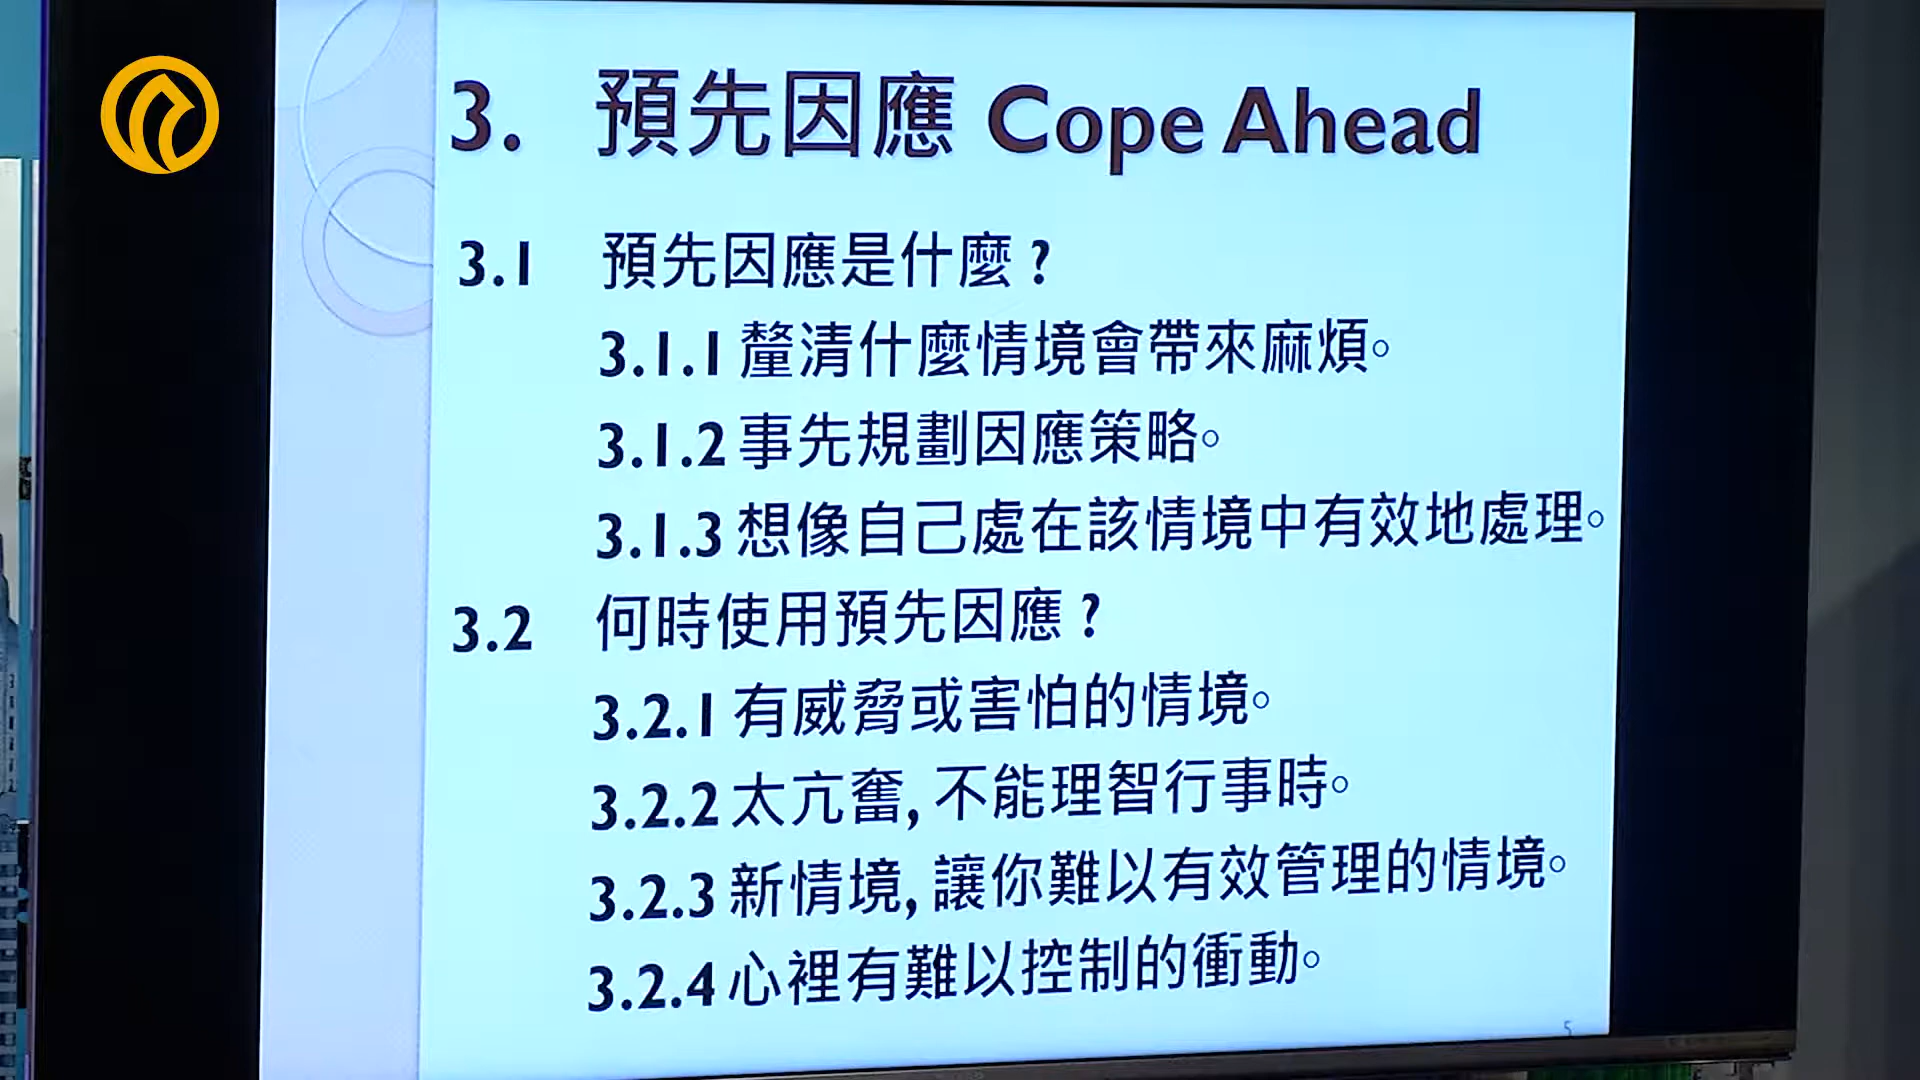 3. 預先因應 Cope Ahead
3.1 預先因應是什麼?
3.1.1 釐清什麼情境會帶來麻煩。
3.1.2 事先規劃因應策略。
3.1.3 想像自己處在該情境中有效地處理。
3.2 何時使用預先因應?
3.2.1 有威脅或害怕的情境。
3.2.2 太亢奮, 不能理智行事時。
3.2.3 新情境, 讓你難以有效管理的情境。
3.2.4 心裡有難以控制的衝動。
5